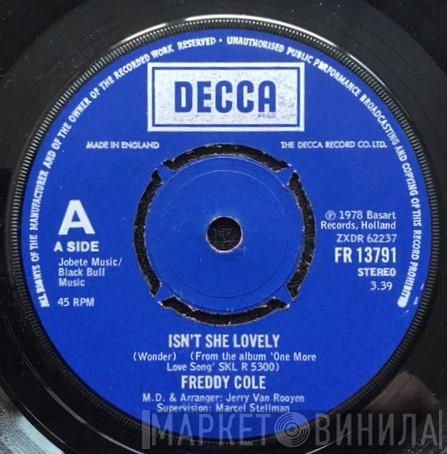 ALL RIGHTS OF THE MANUFACTURER AND OF THE OWNER OF THE RECORDED WORK RESERVED • UNAUTHORISED PUBLIC PERFORMANCE BROADCASTING AND COPYING OF THIS RECORD PROHIBITED
DECCA
MADE IN ENGLAND
THE DECCA RECORD CO. LTD.
A
A SIDE
Jobete Music/
Black Bull
Music
45 RPM
℗ 1978 Basart
Records, Holland
ZXDR 62237
FR 13791
STEREO
3.39
ISN'T SHE LOVELY
(Wonder) (From the album 'One More
Love Song' SKL R 5300)
FREDDY COLE
M.D. & Arranger: Jerry Van Rooyen
Supervision: Marcel Stellman
МАРКЕТ ВИНИЛА